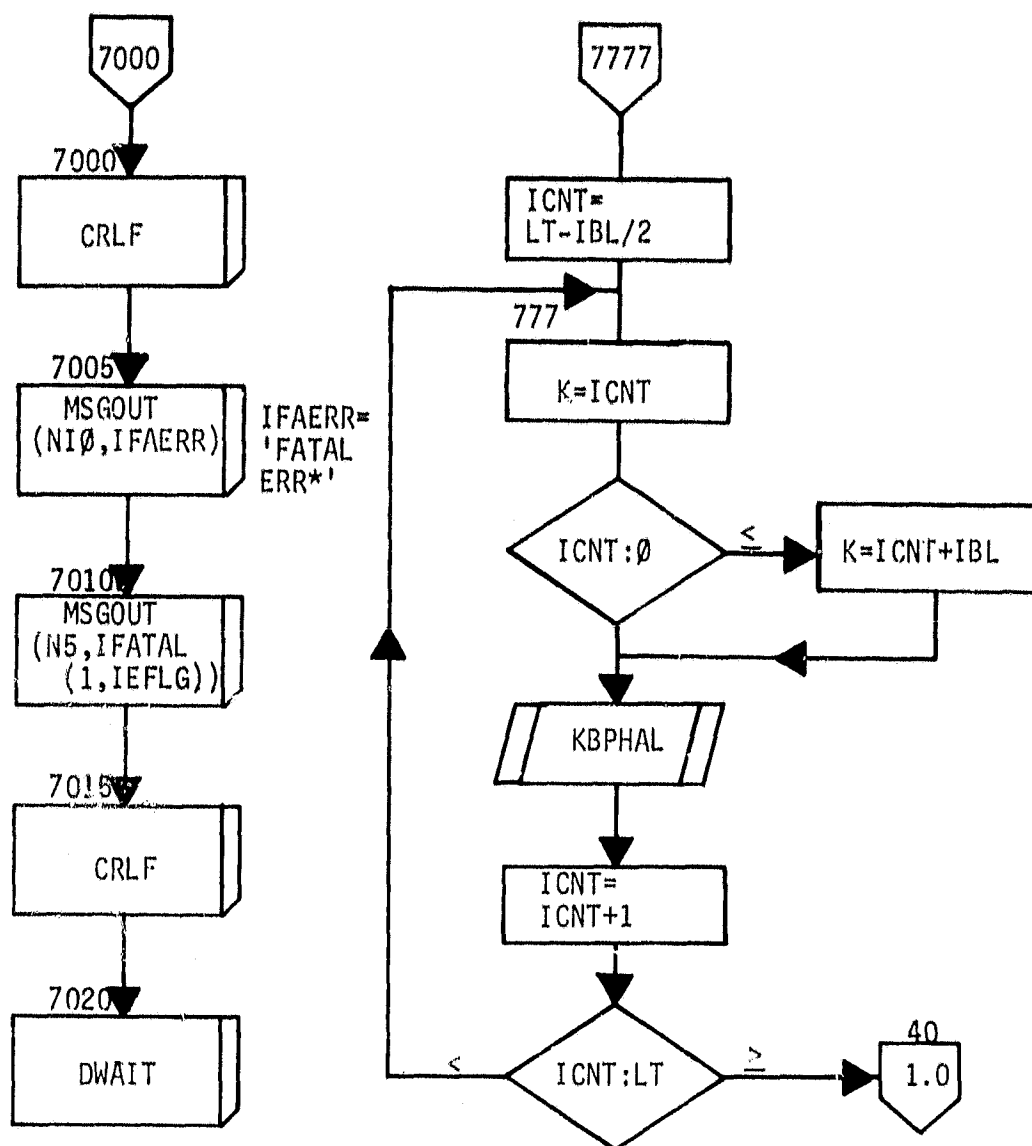 7000
7000
CRLF
7005
MSGOUT
(NIØ,IFAERR)
IFAERR=
'FATAL
ERR*'
7010
MSGOUT
(N5,IFATAL
(1,IEFLG))
7015
CRLF
7020
DWAIT
7777
ICNT=
LT-IBL/2
777
K=ICNT
ICNT:Ø
≤
K=ICNT+IBL
KBPHAL
ICNT=
ICNT+1
ICNT:LT
<
≥
40
1.0